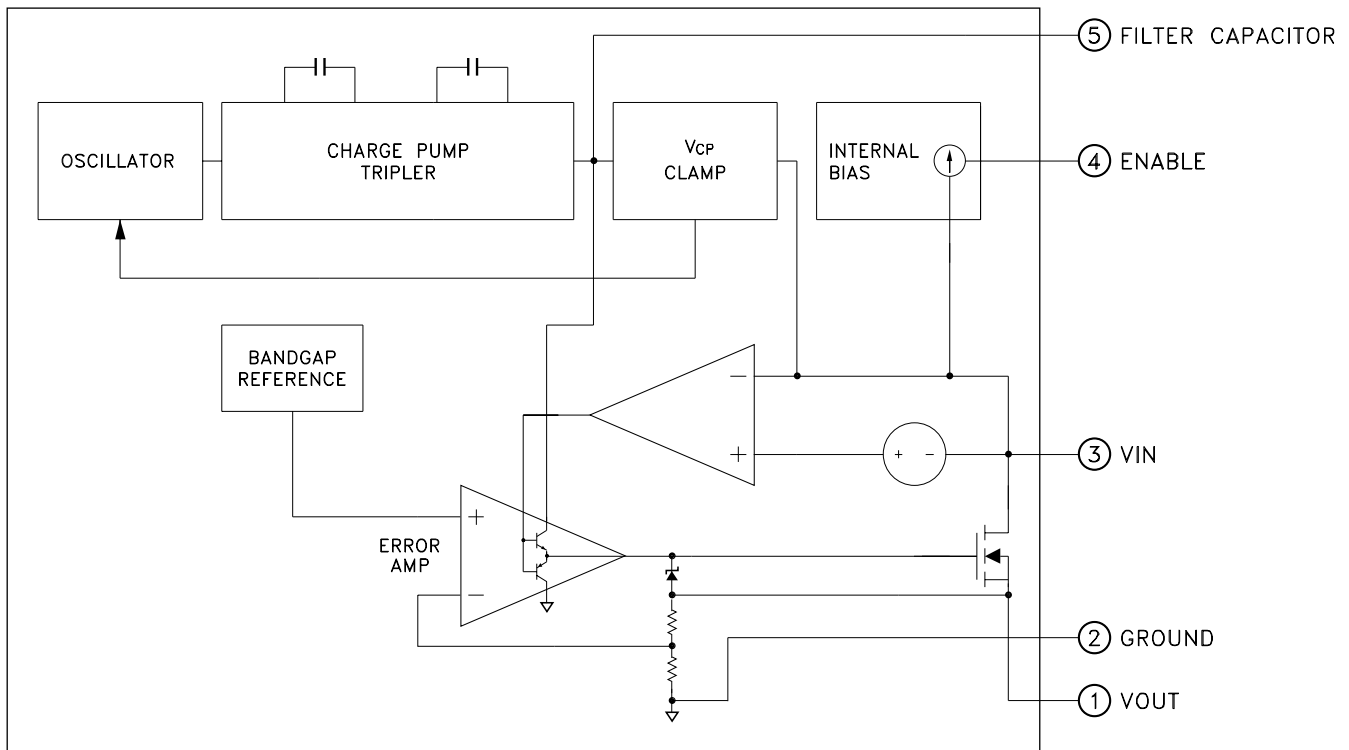 5 FILTER CAPACITOR
OSCILLATOR
CHARGE PUMP
TRIPLER
VCP
CLAMP
INTERNAL
BIAS
4 ENABLE
BANDGAP
REFERENCE
−
+
+ −
3 VIN
+
ERROR
AMP
−
2 GROUND
1 VOUT